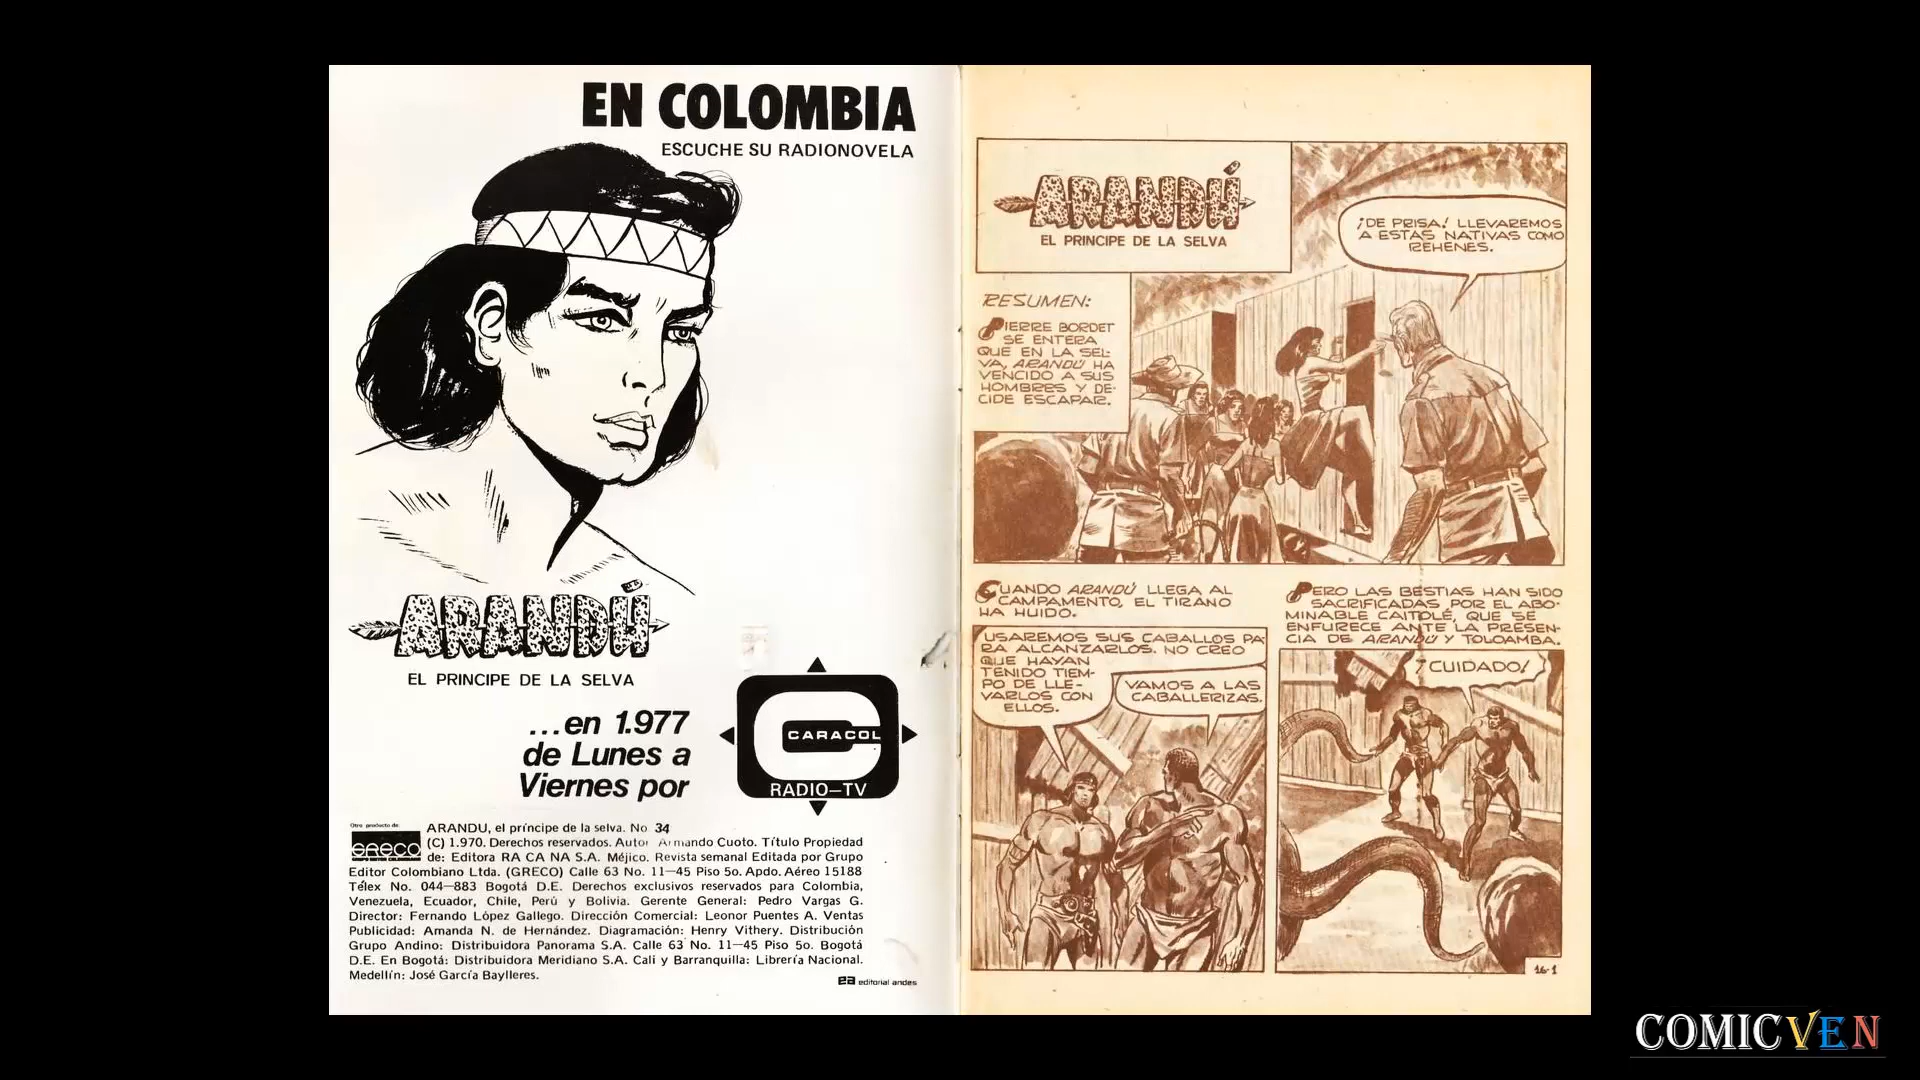 EN COLOMBIA
ESCUCHE SU RADIONOVELA
ARANDÚ
EL PRINCIPE DE LA SELVA
...en 1.977
de Lunes a
Viernes por
CARACOL
RADIO-TV
Otro producto de:
GRECO
ARANDU, el príncipe de la selva. No 34
(C) 1.970. Derechos reservados. Autor Armando Cuoto. Título Propiedad
de: Editora RA CA NA S.A. Méjico. Revista semanal Editada por Grupo
Editor Colombiano Ltda. (GRECO) Calle 63 No. 11-45 Piso 5o. Apdo. Aéreo 15188
Télex No. 044-883 Bogotá D.E. Derechos exclusivos reservados para Colombia,
Venezuela, Ecuador, Chile, Perú y Bolivia. Gerente General: Pedro Vargas G.
Director: Fernando López Gallego. Dirección Comercial: Leonor Puentes A. Ventas
Publicidad: Amanda N. de Hernández. Diagramación: Henry Vithery. Distribución
Grupo Andino: Distribuidora Panorama S.A. Calle 63 No. 11-45 Piso 5o. Bogotá
D.E. En Bogotá: Distribuidora Meridiano S.A. Cali y Barranquilla: Librería Nacional.
Medellín: José García Baylleres.
ea editorial andes
ARANDÚ
EL PRINCIPE DE LA SELVA
¡DE PRISA! LLEVAREMOS
A ESTAS NATIVAS COMO
REHENES.
RESUMEN:
PIERRE BORDET
SE ENTERA
QUE EN LA SEL-
VA, ARANDÚ HA
VENCIDO A SUS
HOMBRES Y DE-
CIDE ESCAPAR.
CUANDO ARANDÚ LLEGA AL
CAMPAMENTO, EL TIRANO
HA HUIDO.
USAREMOS SUS CABALLOS PA-
RA ALCANZARLOS. NO CREO
QUE HAYAN
TENIDO TIEM-
PO DE LLE-
VARLOS CON
ELLOS.
VAMOS A LAS
CABALLERIZAS.
PERO LAS BESTIAS HAN SIDO
SACRIFICADAS POR EL ABO-
MINABLE CAITOLÉ, QUE SE
ENFURECE ANTE LA PRESEN-
CIA DE ARANDÚ Y TOLOAMBA.
¡CUIDADO!
16-1
COMICVEN